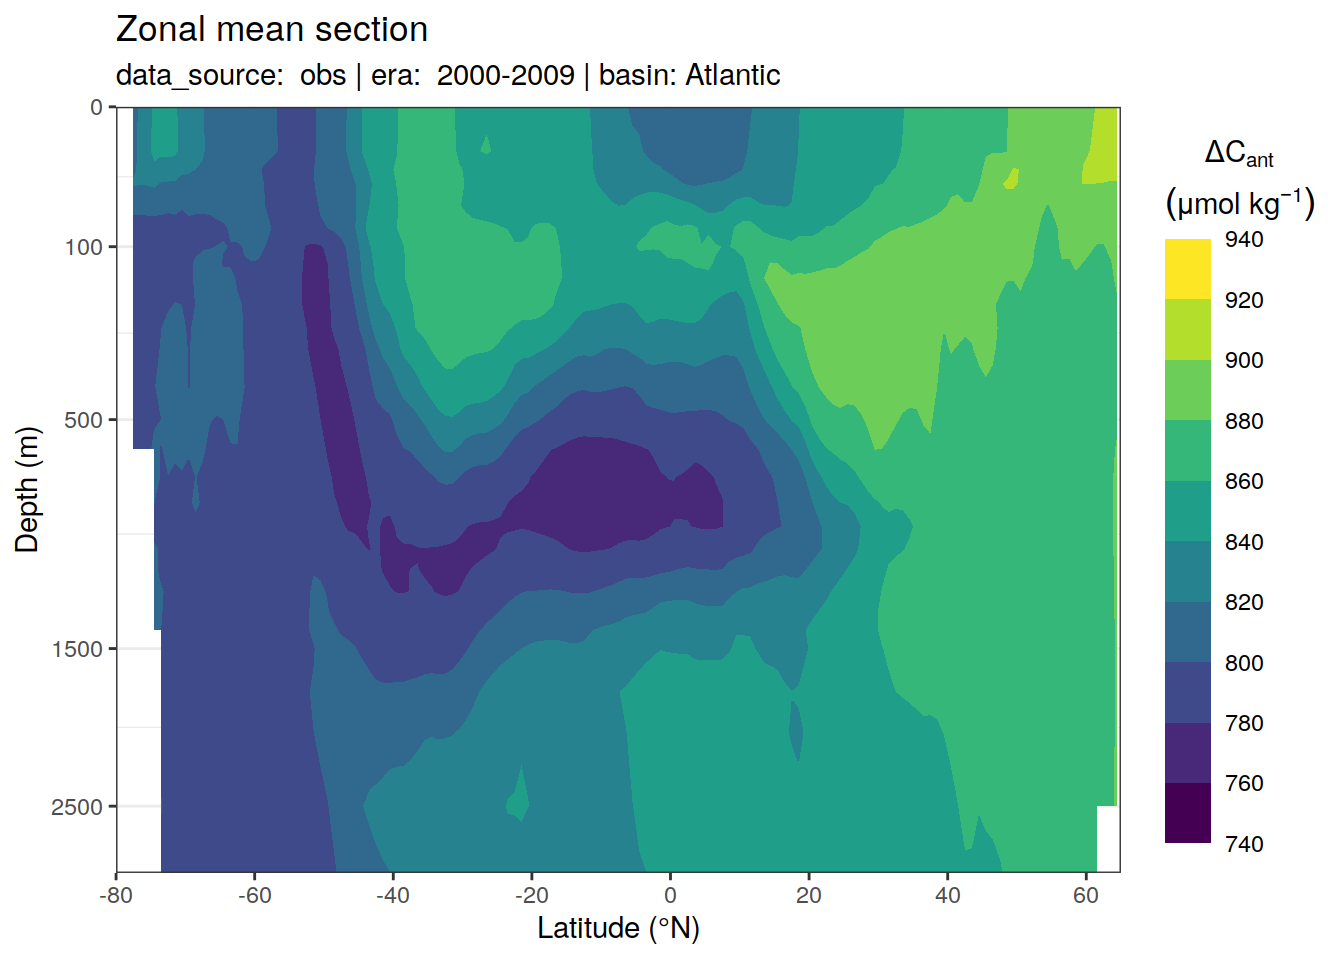 Zonal mean section
data_source:  obs | era:  2000-2009 | basin: Atlantic
ΔCant
(μmol kg−1)
940
920
900
880
860
840
820
800
780
760
740
Depth (m)
0
100
500
1500
2500
-80 -60 -40 -20 0 20 40 60
Latitude (°N)